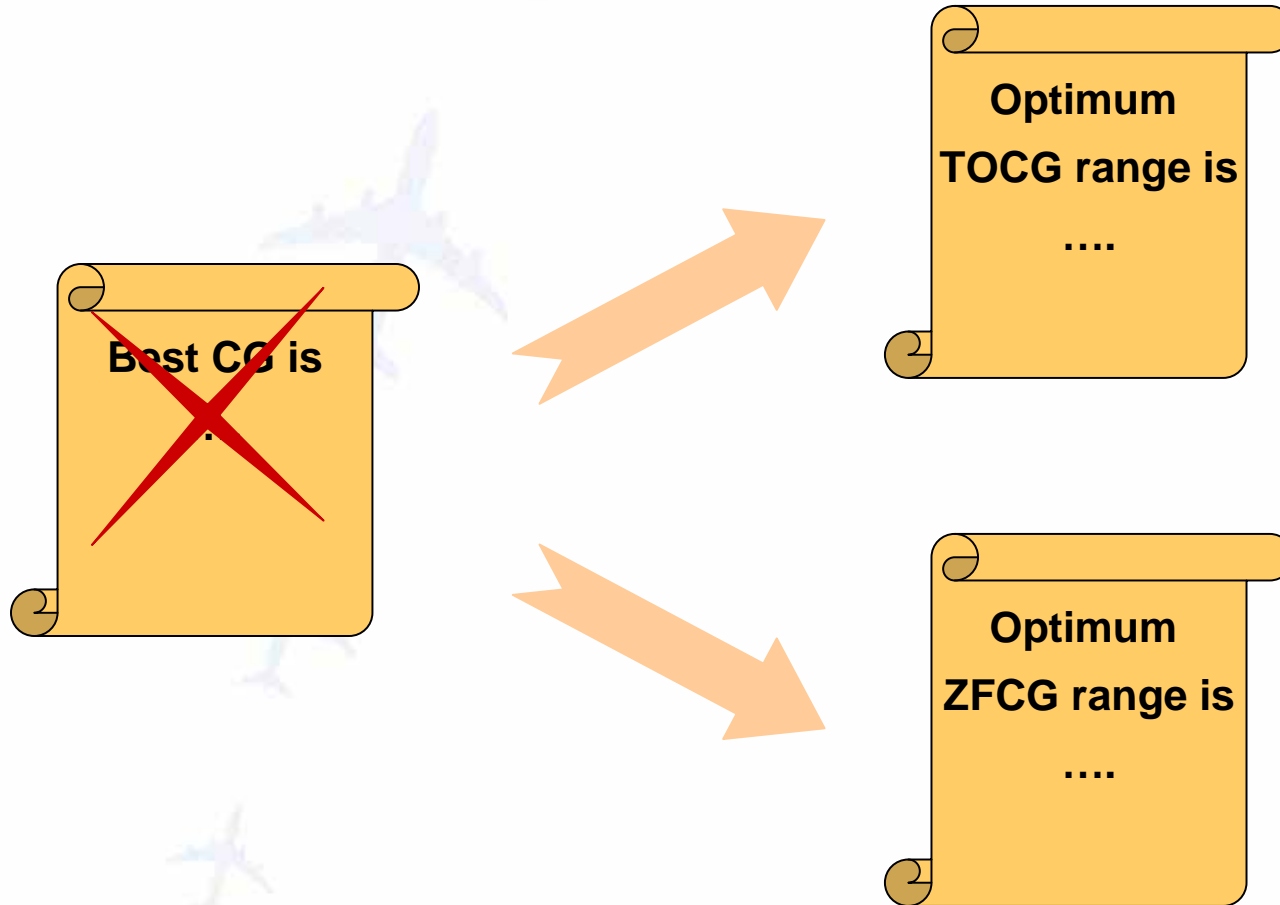 Best CG is
.
Optimum
TOCG range is
….
Optimum
ZFCG range is
….